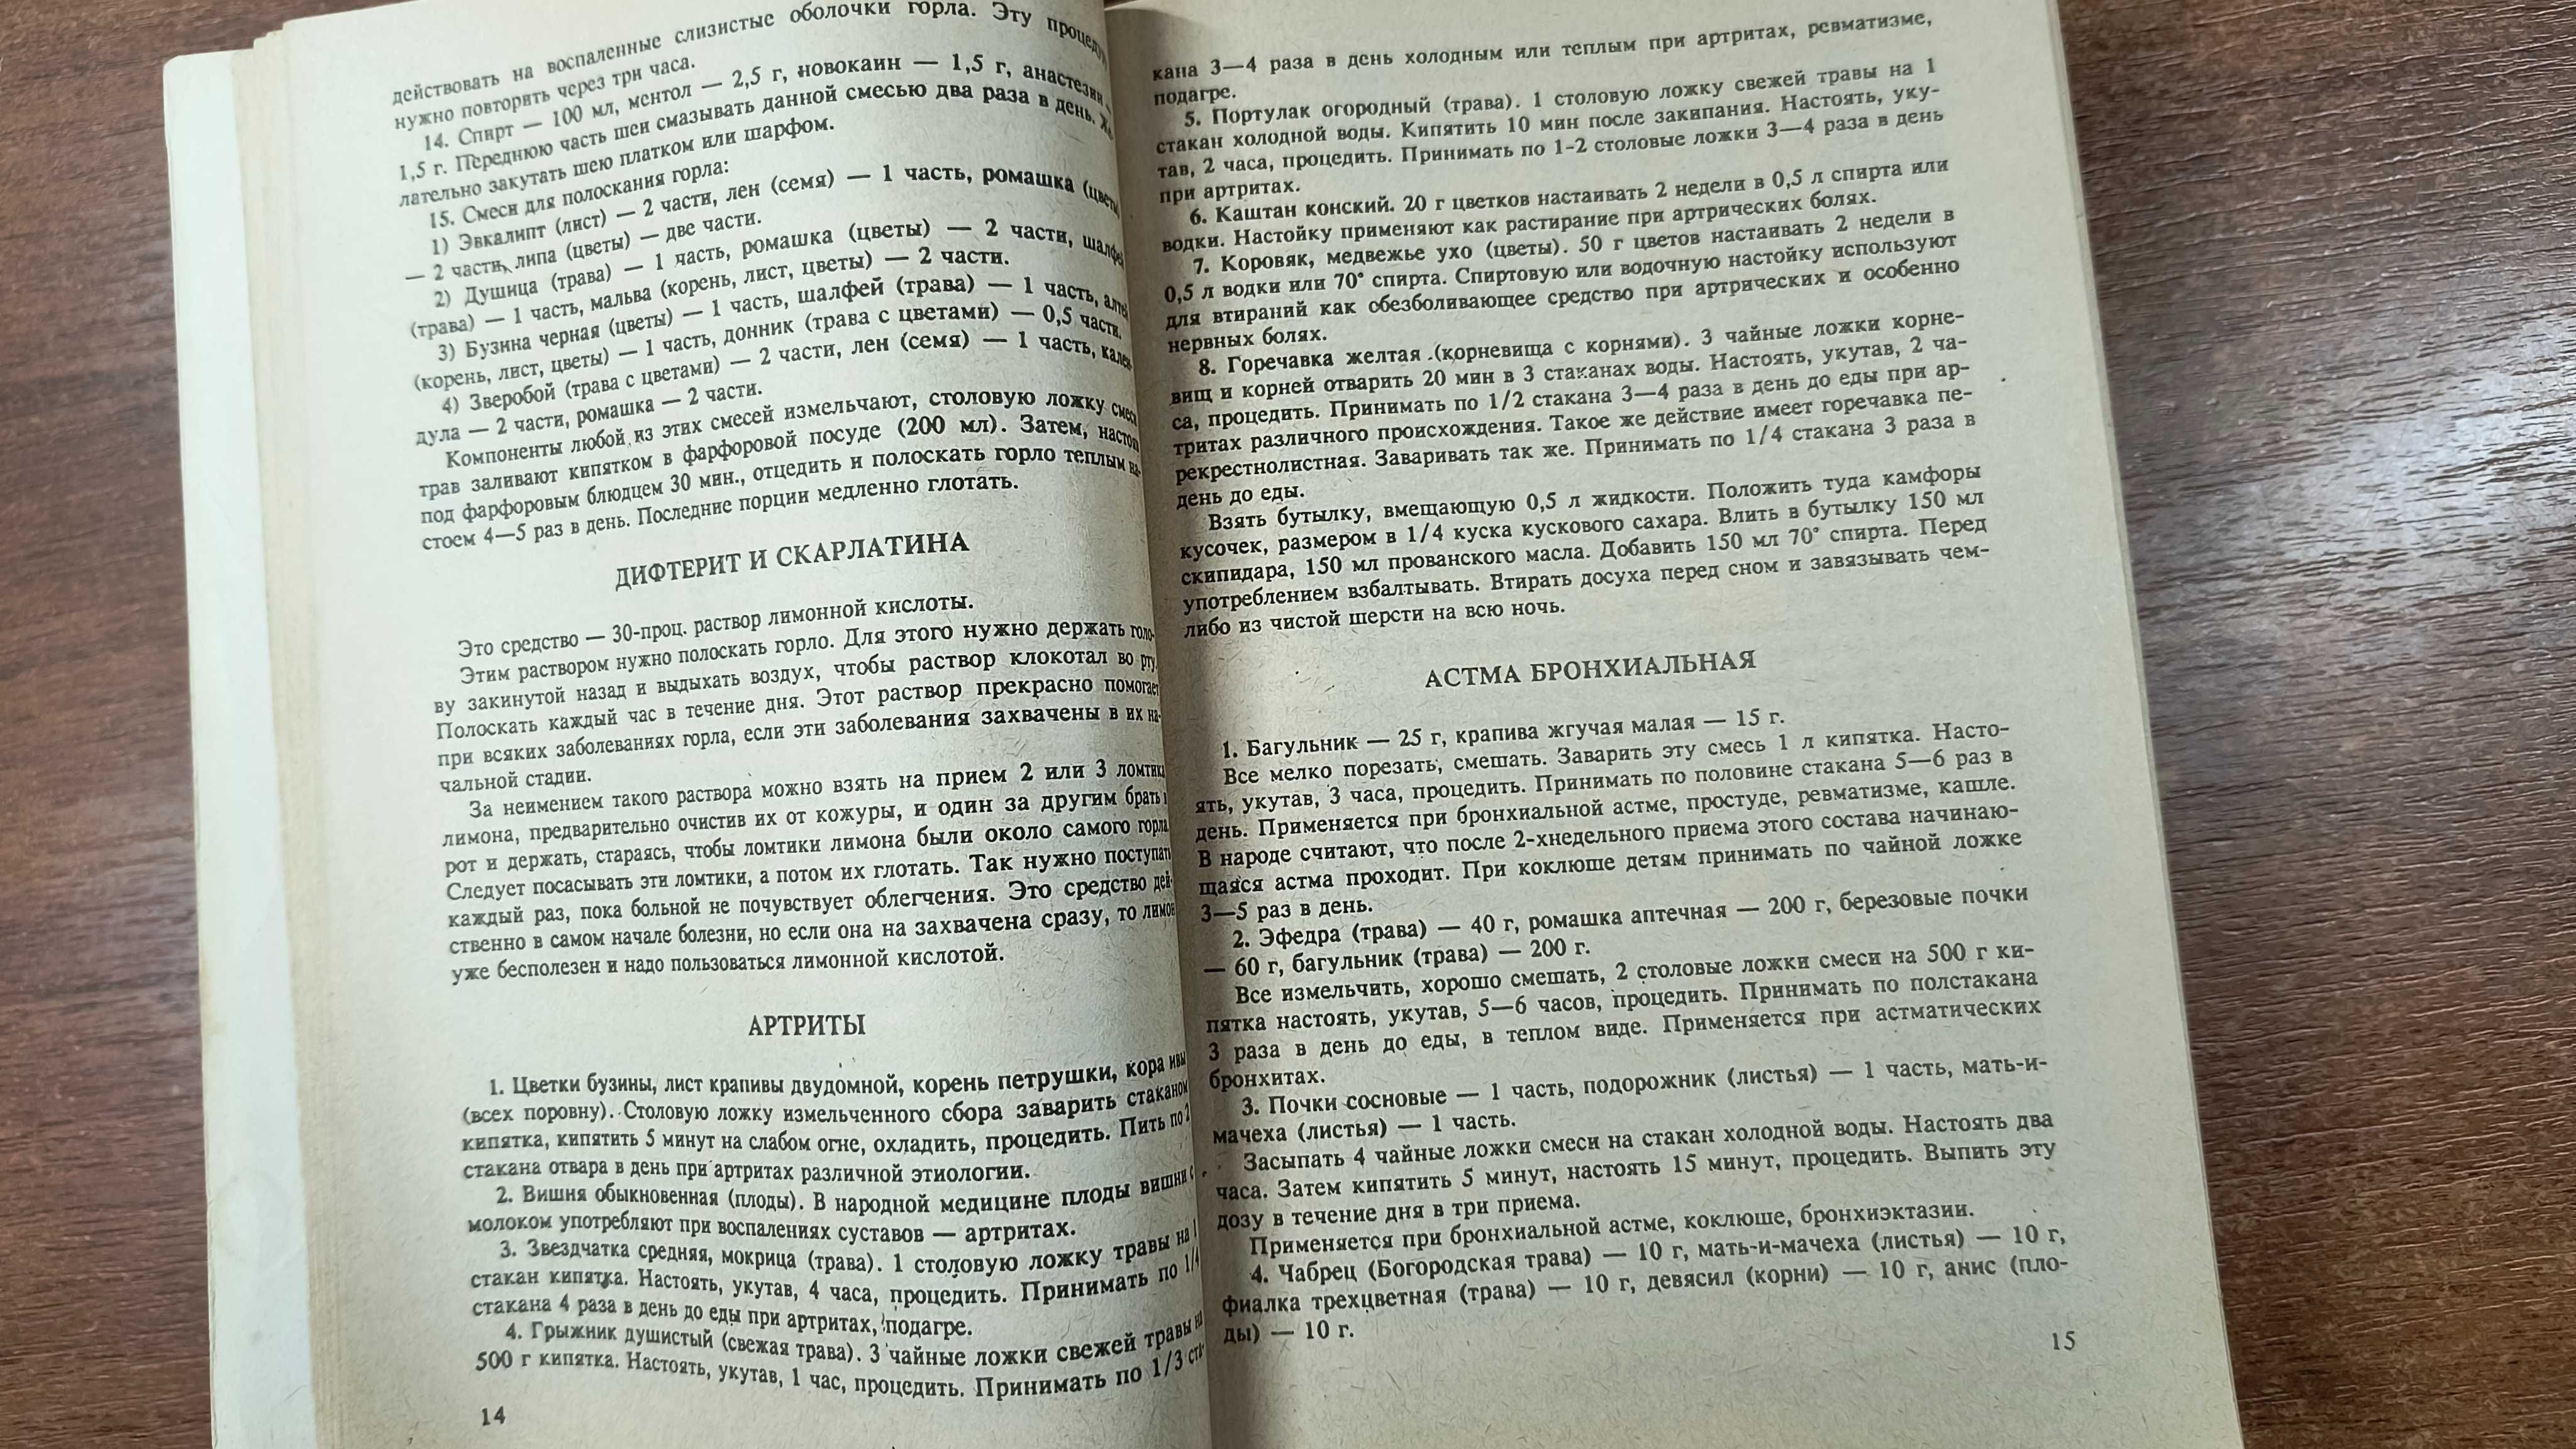 действовать на воспаленные слизистые оболочки горла. Эту процедуру
нужно повторить через три часа.
14. Спирт — 100 мл, ментол — 2,5 г, новокаин — 1,5 г, анастезин —
1,5 г. Переднюю часть шеи смазывать данной смесью два раза в день. Же-
лательно закутать шею платком или шарфом.
15. Смеси для полоскания горла:
1) Эвкалипт (лист) — 2 части, лен (семя) — 1 часть, ромашка (цветы)
— 2 части, липа (цветы) — две части.
2) Душица (трава) — 1 часть, ромашка (цветы) — 2 части, шалфей
(трава) — 1 часть, мальва (корень, лист, цветы) — 2 части.
3) Бузина черная (цветы) — 1 часть, шалфей (трава) — 1 часть, алтей
(корень, лист, цветы) — 1 часть, донник (трава с цветами) — 0,5 части.
4) Зверобой (трава с цветами) — 2 части, лен (семя) — 1 часть, кален-
дула — 2 части, ромашка — 2 части.
Компоненты любой из этих смесей измельчают, столовую ложку смеси
трав заливают кипятком в фарфоровой посуде (200 мл). Затем, настояв
под фарфоровым блюдцем 30 мин., отцедить и полоскать горло теплым на-
стоем 4—5 раз в день. Последние порции медленно глотать.
ДИФТЕРИТ И СКАРЛАТИНА
Это средство — 30-проц. раствор лимонной кислоты.
Этим раствором нужно полоскать горло. Для этого нужно держать голо-
ву закинутой назад и выдыхать воздух, чтобы раствор клокотал во рту.
Полоскать каждый час в течение дня. Этот раствор прекрасно помогает
при всяких заболеваниях горла, если эти заболевания захвачены в их на-
чальной стадии.
За неимением такого раствора можно взять на прием 2 или 3 ломтика
лимона, предварительно очистив их от кожуры, и один за другим брать в
рот и держать, стараясь, чтобы ломтики лимона были около самого горла.
Следует посасывать эти ломтики, а потом их глотать. Так нужно поступать
каждый раз, пока больной не почувствует облегчения. Это средство дей-
ственно в самом начале болезни, но если она на захвачена сразу, то лимон
уже бесполезен и надо пользоваться лимонной кислотой.
АРТРИТЫ
1. Цветки бузины, лист крапивы двудомной, корень петрушки, кора ивы
(всех поровну). Столовую ложку измельченного сбора заварить стаканом
кипятка, кипятить 5 минут на слабом огне, охладить, процедить. Пить по 2
стакана отвара в день при артритах различной этиологии.
2. Вишня обыкновенная (плоды). В народной медицине плоды вишни с
молоком употребляют при воспалениях суставов — артритах.
3. Звездчатка средняя, мокрица (трава). 1 столовую ложку травы на 1
стакан кипятка. Настоять, укутав, 4 часа, процедить. Принимать по 1/4
стакана 4 раза в день до еды при артритах, подагре.
4. Грыжник душистый (свежая трава). 3 чайные ложки свежей травы на
500 г кипятка. Настоять, укутав, 1 час, процедить. Принимать по 1/3 ста-
14
кана 3—4 раза в день холодным или теплым при артритах, ревматизме,
подагре.
5. Портулак огородный (трава). 1 столовую ложку свежей травы на 1
стакан холодной воды. Кипятить 10 мин после закипания. Настоять, уку-
тав, 2 часа, процедить. Принимать по 1-2 столовые ложки 3—4 раза в день
при артритах.
6. Каштан конский. 20 г цветков настаивать 2 недели в 0,5 л спирта или
водки. Настойку применяют как растирание при артрических болях.
7. Коровяк, медвежье ухо (цветы). 50 г цветов настаивать 2 недели в
0,5 л водки или 70° спирта. Спиртовую или водочную настойку используют
для втираний как обезболивающее средство при артрических и особенно
нервных болях.
8. Горечавка желтая (корневища с корнями). 3 чайные ложки корне-
вищ и корней отварить 20 мин в 3 стаканах воды. Настоять, укутав, 2 ча-
са, процедить. Принимать по 1/2 стакана 3—4 раза в день до еды при ар-
тритах различного происхождения. Такое же действие имеет горечавка пе-
рекрестнолистная. Заваривать так же. Принимать по 1/4 стакана 3 раза в
день до еды.
Взять бутылку, вмещающую 0,5 л жидкости. Положить туда камфоры
кусочек, размером в 1/4 куска кускового сахара. Влить в бутылку 150 мл
скипидара, 150 мл прованского масла. Добавить 150 мл 70° спирта. Перед
употреблением взбалтывать. Втирать досуха перед сном и завязывать чем-
либо из чистой шерсти на всю ночь.
АСТМА БРОНХИАЛЬНАЯ
1. Багульник — 25 г, крапива жгучая малая — 15 г.
Все мелко порезать, смешать. Заварить эту смесь 1 л кипятка. Насто-
ять, укутав, 3 часа, процедить. Принимать по половине стакана 5—6 раз в
день. Применяется при бронхиальной астме, простуде, ревматизме, кашле.
В народе считают, что после 2-хнедельного приема этого состава начинаю-
щаяся астма проходит. При коклюше детям принимать по чайной ложке
3—5 раз в день.
2. Эфедра (трава) — 40 г, ромашка аптечная — 200 г, березовые почки
— 60 г, багульник (трава) — 200 г.
Все измельчить, хорошо смешать, 2 столовые ложки смеси на 500 г ки-
пятка настоять, укутав, 5—6 часов, процедить. Принимать по полстакана
3 раза в день до еды, в теплом виде. Применяется при астматических
бронхитах.
3. Почки сосновые — 1 часть, подорожник (листья) — 1 часть, мать-и-
мачеха (листья) — 1 часть.
Засыпать 4 чайные ложки смеси на стакан холодной воды. Настоять два
часа. Затем кипятить 5 минут, настоять 15 минут, процедить. Выпить эту
дозу в течение дня в три приема.
Применяется при бронхиальной астме, коклюше, бронхиэктазии.
4. Чабрец (Богородская трава) — 10 г, мать-и-мачеха (листья) — 10 г,
фиалка трехцветная (трава) — 10 г, девясил (корни) — 10 г, анис (пло-
ды) — 10 г.
15